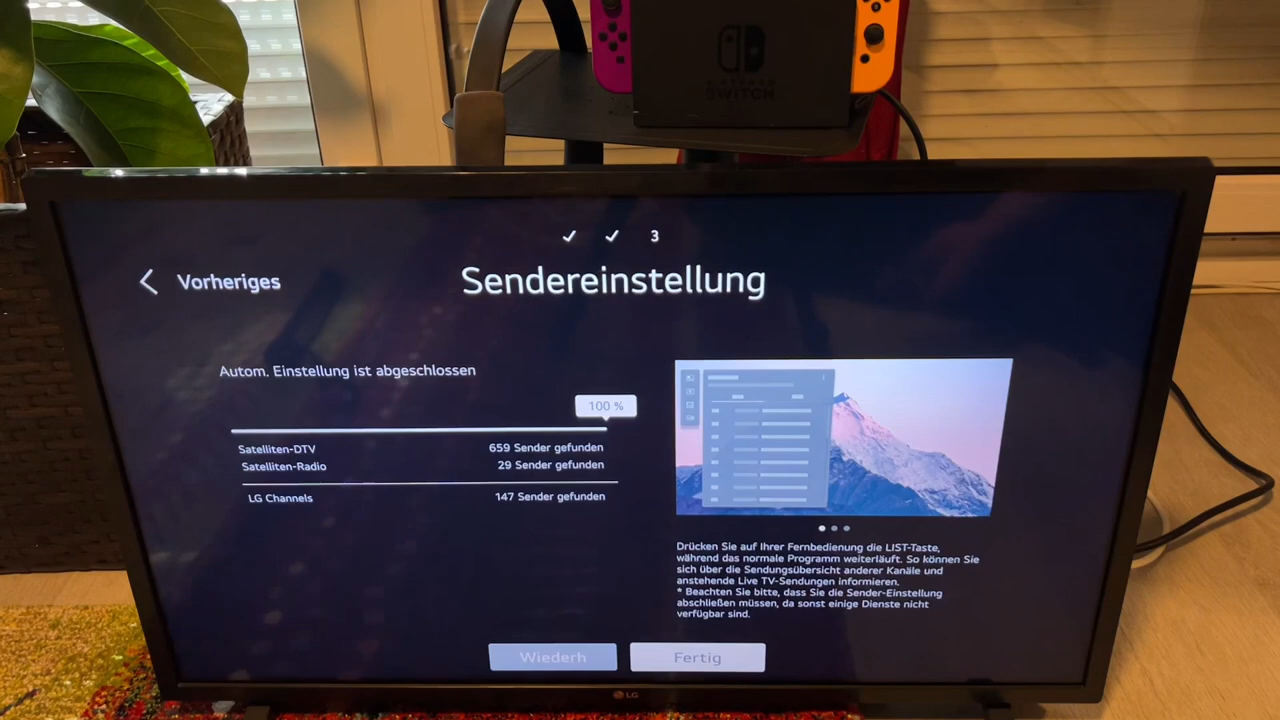 NINTENDO
SWITCH
3
Vorheriges
Sendereinstellung
Autom. Einstellung ist abgeschlossen
100 %
Satelliten-DTV 659 Sender gefunden
Satelliten-Radio 29 Sender gefunden
LG Channels 147 Sender gefunden
Drücken Sie auf Ihrer Fernbedienung die LIST-Taste,
während das normale Programm weiterläuft. So können Sie
sich über die Sendungsübersicht anderer Kanäle und
anstehende Live TV-Sendungen informieren.
* Beachten Sie bitte, dass Sie die Sender-Einstellung
abschließen müssen, da sonst einige Dienste nicht
verfügbar sind.
Wiederh
Fertig
LG